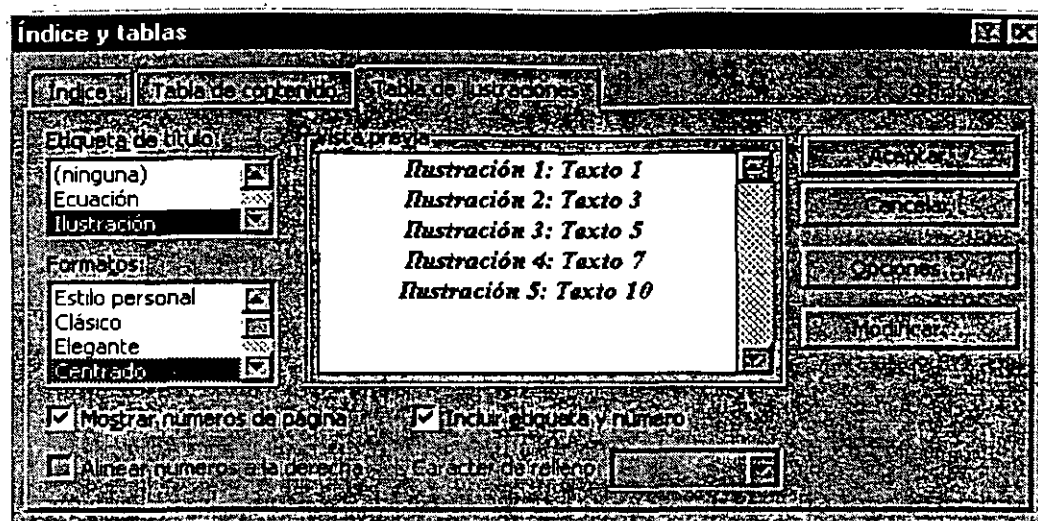 Índice y tablas
Índice Tabla de contenido Tabla de ilustraciones
Etiqueta de título:
(ninguna)
Ecuación
Ilustración
Formatos:
Estilo personal
Clásico
Elegante
Centrado
Vista previa
Ilustración 1: Texto 1
Ilustración 2: Texto 3
Ilustración 3: Texto 5
Ilustración 4: Texto 7
Ilustración 5: Texto 10
Aceptar
Cancelar
Opciones...
Modificar...
Mostrar números de página
Incluir etiqueta y número
Alinear números a la derecha
Carácter de relleno: